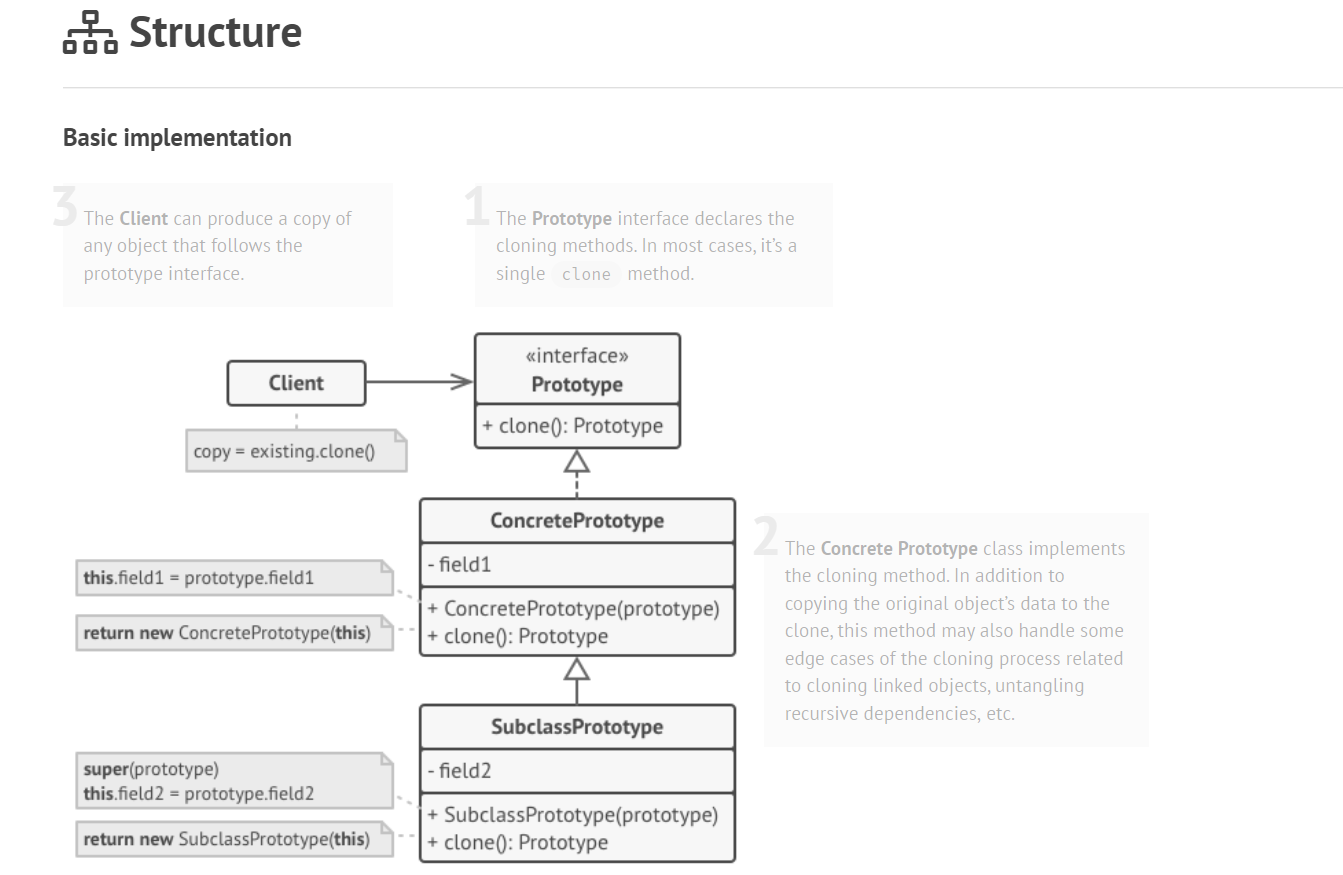 Structure
Basic implementation
3
The Client can produce a copy of
any object that follows the
prototype interface.
1
The Prototype interface declares the
cloning methods. In most cases, it’s a
single clone method.
Client
copy = existing.clone()
«interface»
Prototype
+ clone(): Prototype
ConcretePrototype
- field1
+ ConcretePrototype(prototype)
+ clone(): Prototype
this.field1 = prototype.field1
return new ConcretePrototype(this)
2
The Concrete Prototype class implements
the cloning method. In addition to
copying the original object’s data to the
clone, this method may also handle some
edge cases of the cloning process related
to cloning linked objects, untangling
recursive dependencies, etc.
SubclassPrototype
- field2
+ SubclassPrototype(prototype)
+ clone(): Prototype
super(prototype)
this.field2 = prototype.field2
return new SubclassPrototype(this)